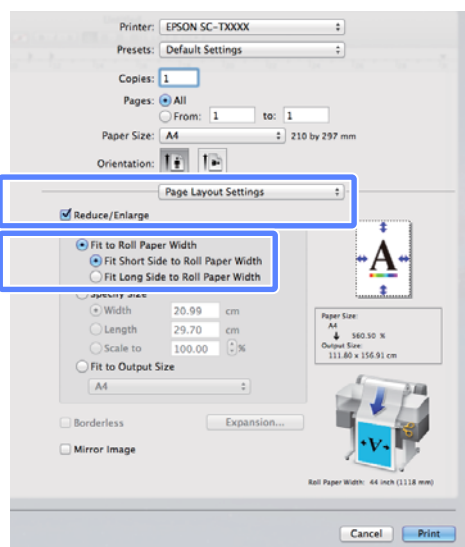 Printer: EPSON SC-TXXXX
Presets: Default Settings
Copies: 1
Pages: All
From: 1 to: 1
Paper Size: A4 210 by 297 mm
Orientation:
Page Layout Settings
Reduce/Enlarge
Fit to Roll Paper Width
Fit Short Side to Roll Paper Width
Fit Long Side to Roll Paper Width
Specify Size
Width 20.99 cm
Length 29.70 cm
Scale to 100.00 %
Fit to Output Size
A4
Borderless Expansion...
Mirror Image
A
Paper Size:
A4
560.50 %
Output Size:
111.80 x 156.91 cm
V
Roll Paper Width: 44 inch (1118 mm)
Cancel Print